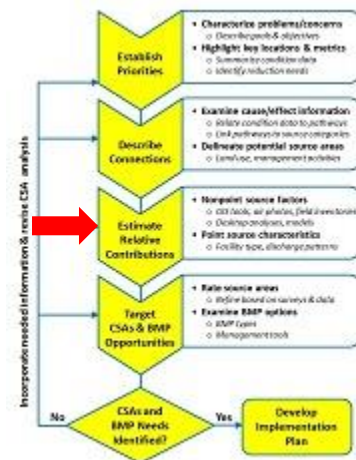 Establish
Priorities
• Characterize problems/concerns
○ Describe goals & objectives
• Highlight key locations & metrics
○ Summarize condition data
○ Identify reduction needs
Describe
Connections
• Examine cause/effect information
○ Relate condition data to pathways
○ Link pathways to source categories
• Delineate potential source areas
○ Land use, management activities
Estimate
Relative
Contributions
• Nonpoint source factors
○ GIS tools, air photos, field inventories
○ Desktop analyses, models
• Point source characteristics
○ Facility type, discharge patterns
Target
CSAs & BMP
Opportunities
• Rate source areas
○ Refine based on surveys & data
• Examine BMP options
○ BMP types
○ Management tools
CSAs and
BMP Needs
Identified?
No
Yes
Develop
Implementation
Plan
Incorporate needed information & revise CSA analysis